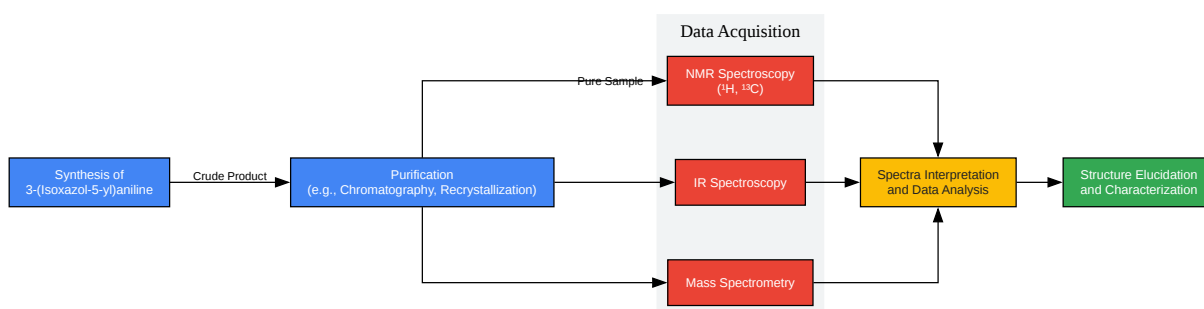 Data Acquisition
Synthesis of
3-(Isoxazol-5-yl)aniline
Crude Product
Purification
(e.g., Chromatography, Recrystallization)
Pure Sample
NMR Spectroscopy
(¹H, ¹³C)
IR Spectroscopy
Mass Spectrometry
Spectra Interpretation
and Data Analysis
Structure Elucidation
and Characterization